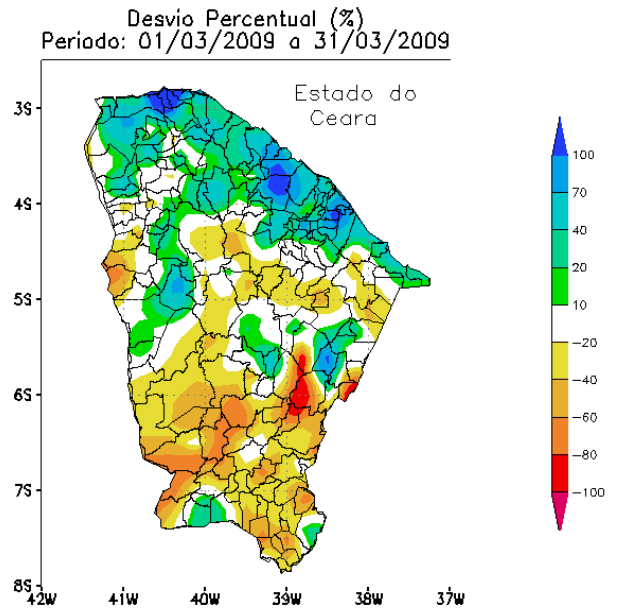 Desvio Percentual (%)
Periodo: 01/03/2009 a 31/03/2009
Estado do
Ceara
3S
4S
5S
6S
7S
8S
42W 41W 40W 39W 38W 37W
100
70
40
20
10
−20
−40
−60
−80
−100